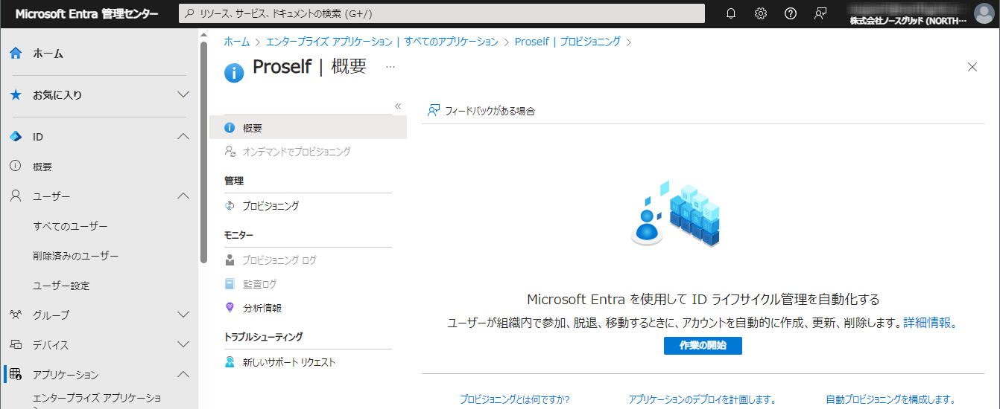 Microsoft Entra 管理センター
リソース、サービス、ドキュメントの検索 (G+/)
株式会社ノースグリッド (NORTH…
ホーム
お気に入り
ID
概要
ユーザー
すべてのユーザー
削除済みのユーザー
ユーザー設定
グループ
デバイス
アプリケーション
エンタープライズ アプリケーショ
ホーム > エンタープライズ アプリケーション | すべてのアプリケーション > Proself | プロビジョニング >
Proself | 概要 …
概要
オンデマンドでプロビジョニング
管理
プロビジョニング
モニター
プロビジョニング ログ
監査ログ
分析情報
トラブルシューティング
新しいサポート リクエスト
フィードバックがある場合
Microsoft Entra を使用して ID ライフサイクル管理を自動化する
ユーザーが組織内で参加、脱退、移動するときに、アカウントを自動的に作成、更新、削除します。詳細情報。
作業の開始
プロビジョニングとは何ですか?
アプリケーションのデプロイを計画します。
自動プロビジョニングを構成します。